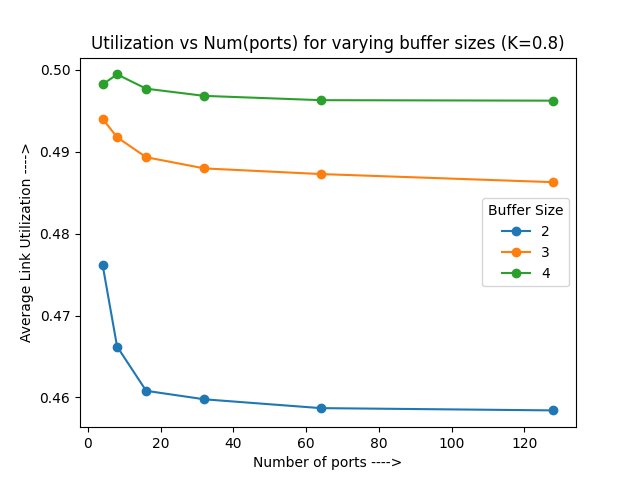 Utilization vs Num(ports) for varying buffer sizes (K=0.8)
0.50
0.49
0.48
0.47
0.46
Average Link Utilization ---->
Buffer Size
2
3
4
0 20 40 60 80 100 120
Number of ports ---->